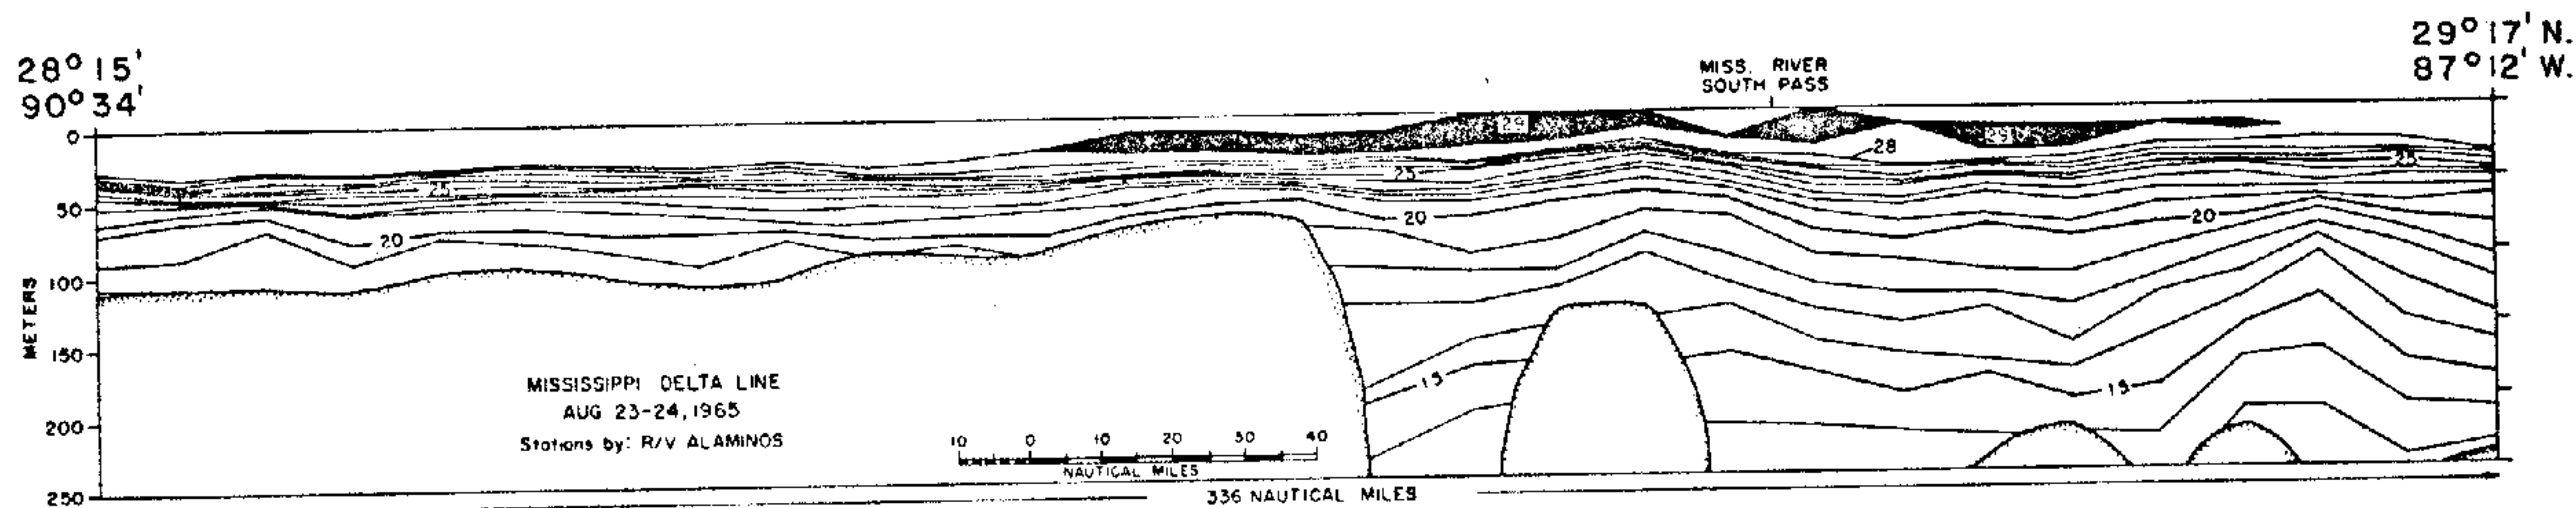 28° 15'
90° 34'
MISS. RIVER
SOUTH PASS
29° 17' N.
87° 12' W.
METERS
0
50
100
150
200
250
29
29
28
25
25
25
20
20
20
15
15
MISSISSIPPI DELTA LINE
AUG 23-24, 1965
Stations by: R/V ALAMINOS
10 0 10 20 30 40
NAUTICAL MILES
336 NAUTICAL MILES